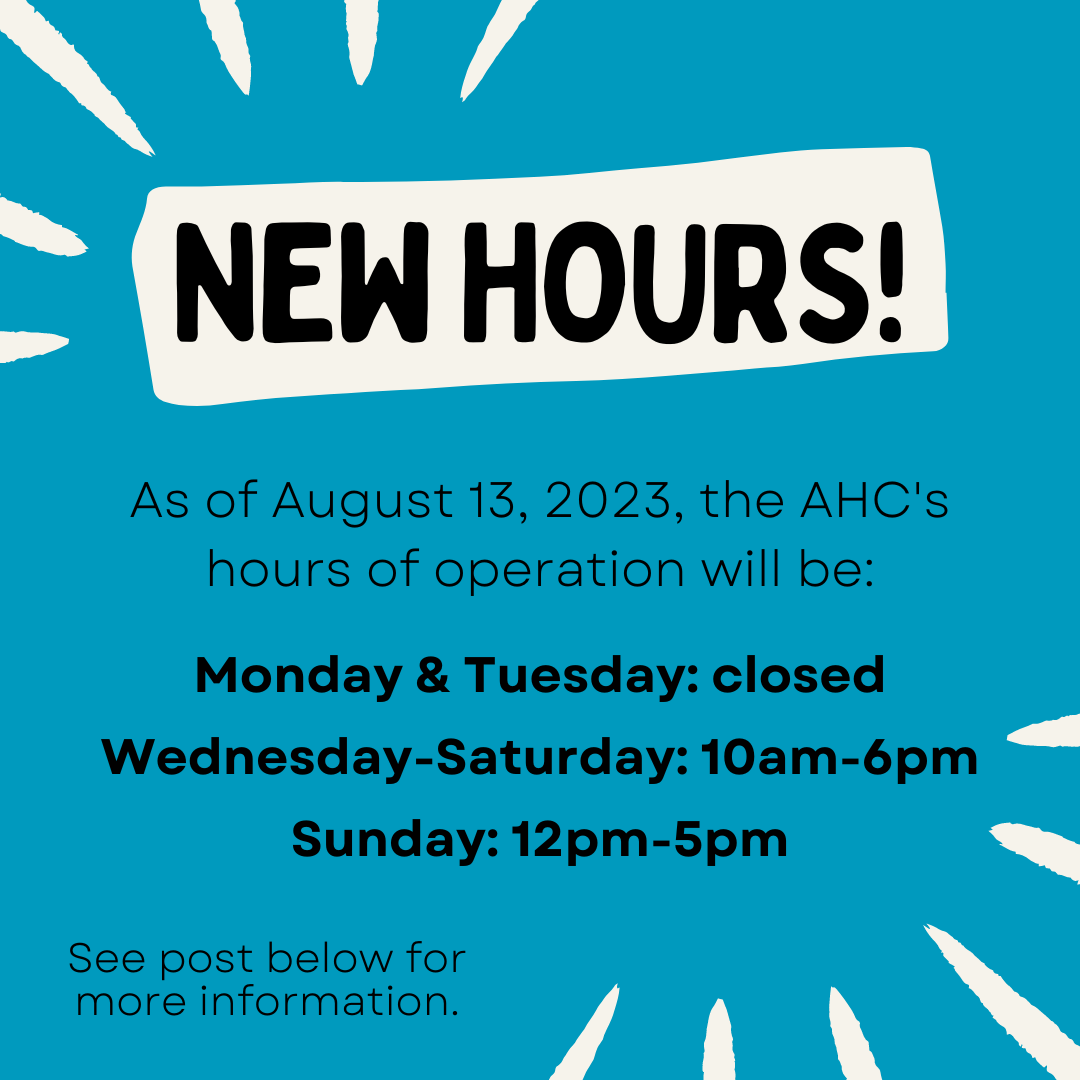 NEW HOURS!
As of August 13, 2023, the AHC's
hours of operation will be:
Monday & Tuesday: closed
Wednesday-Saturday: 10am-6pm
Sunday: 12pm-5pm
See post below for
more information.